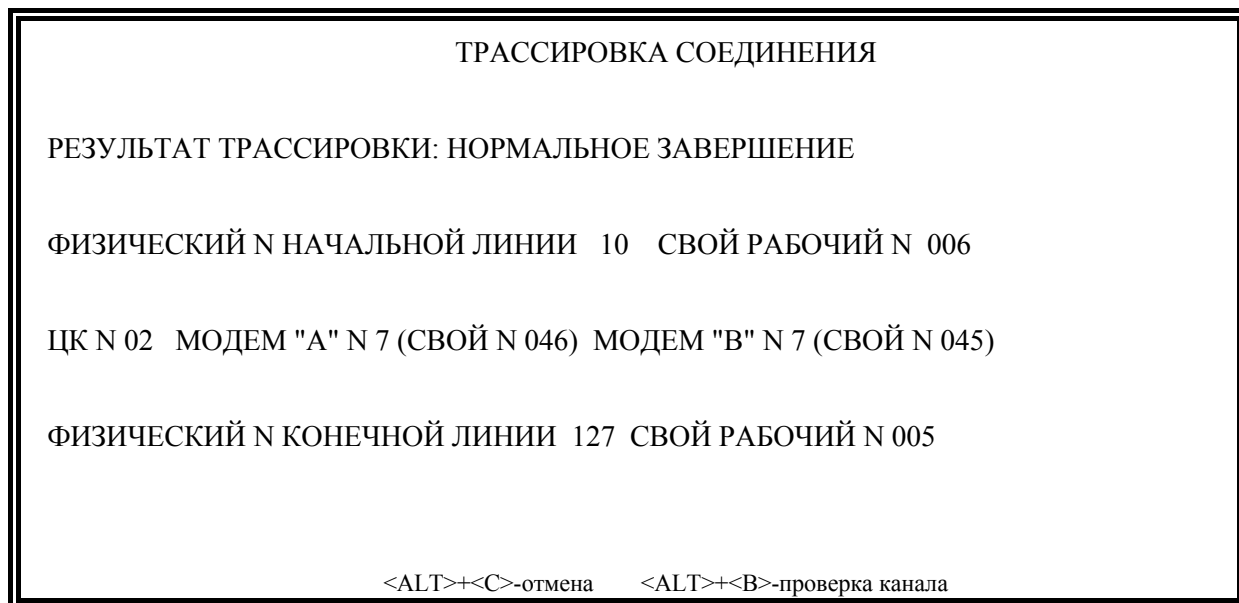 ТРАССИРОВКА СОЕДИНЕНИЯ
РЕЗУЛЬТАТ ТРАССИРОВКИ: НОРМАЛЬНОЕ ЗАВЕРШЕНИЕ
ФИЗИЧЕСКИЙ N НАЧАЛЬНОЙ ЛИНИИ 10 СВОЙ РАБОЧИЙ N 006
ЦК N 02 МОДЕМ "А" N 7 (СВОЙ N 046) МОДЕМ "В" N 7 (СВОЙ N 045)
ФИЗИЧЕСКИЙ N КОНЕЧНОЙ ЛИНИИ 127 СВОЙ РАБОЧИЙ N 005
<ALT>+<C>-отмена <ALT>+<B>-проверка канала